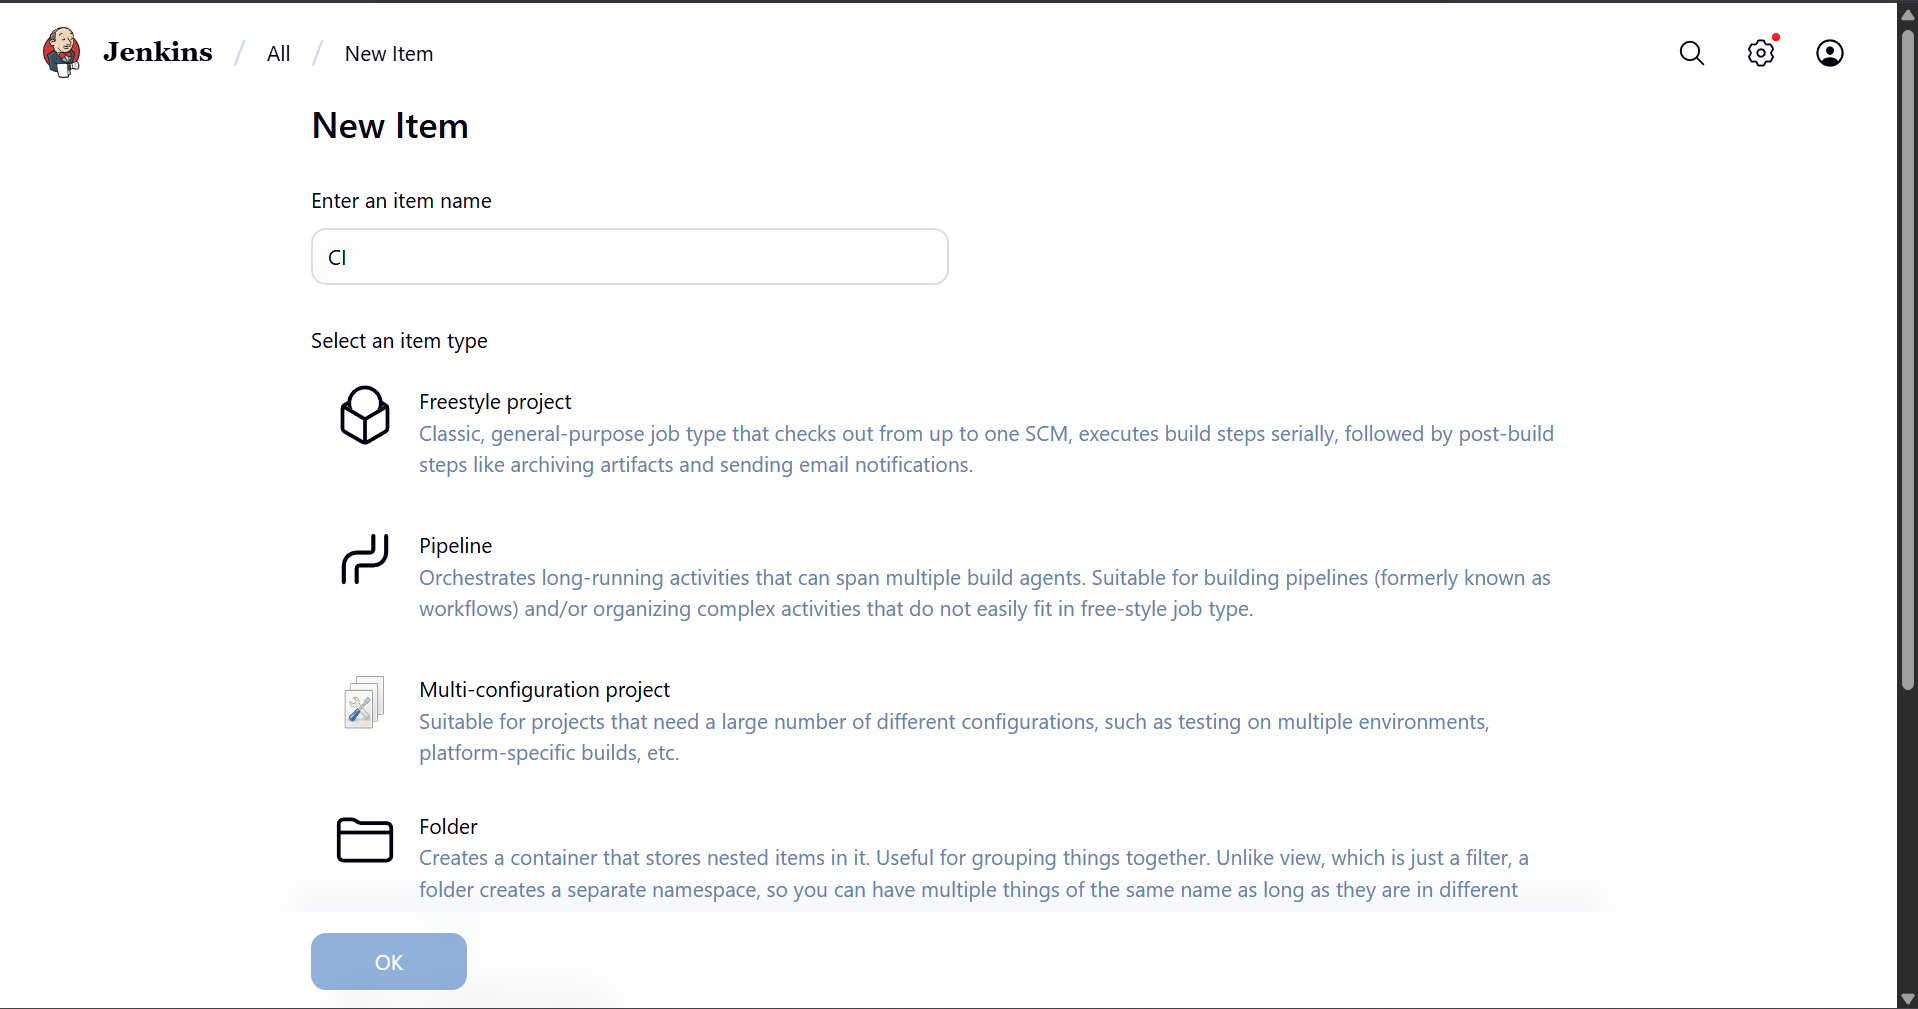 Jenkins / All / New Item
New Item
Enter an item name
CI
Select an item type
Freestyle project
Classic, general-purpose job type that checks out from up to one SCM, executes build steps serially, followed by post-build
steps like archiving artifacts and sending email notifications.
Pipeline
Orchestrates long-running activities that can span multiple build agents. Suitable for building pipelines (formerly known as
workflows) and/or organizing complex activities that do not easily fit in free-style job type.
Multi-configuration project
Suitable for projects that need a large number of different configurations, such as testing on multiple environments,
platform-specific builds, etc.
Folder
Creates a container that stores nested items in it. Useful for grouping things together. Unlike view, which is just a filter, a
folder creates a separate namespace, so you can have multiple things of the same name as long as they are in different
OK